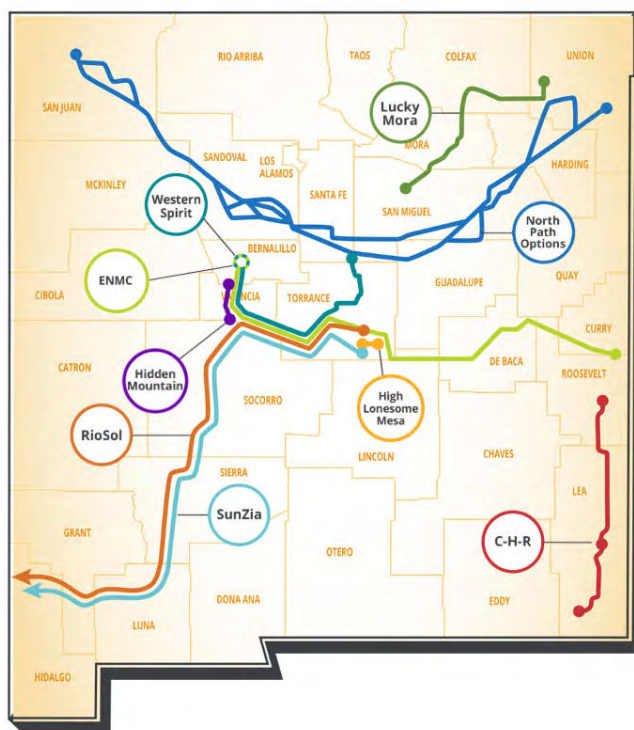 RIO ARRIBA
TAOS
COLFAX
UNION
SAN JUAN
Lucky
Mora
MORA
HARDING
SANDOVAL
LOS
ALAMOS
MCKINLEY
SANTA FE
SAN MIGUEL
Western
Spirit
North
Path
Options
BERNALILLO
ENMC
QUAY
CIBOLA
VALENCIA
TORRANCE
GUADALUPE
CURRY
CATRON
Hidden
Mountain
DE BACA
ROOSEVELT
High
Lonesome
Mesa
SOCORRO
RioSol
LINCOLN
CHAVES
SIERRA
LEA
SunZia
GRANT
C-H-R
OTERO
DONA ANA
EDDY
LUNA
HIDALGO